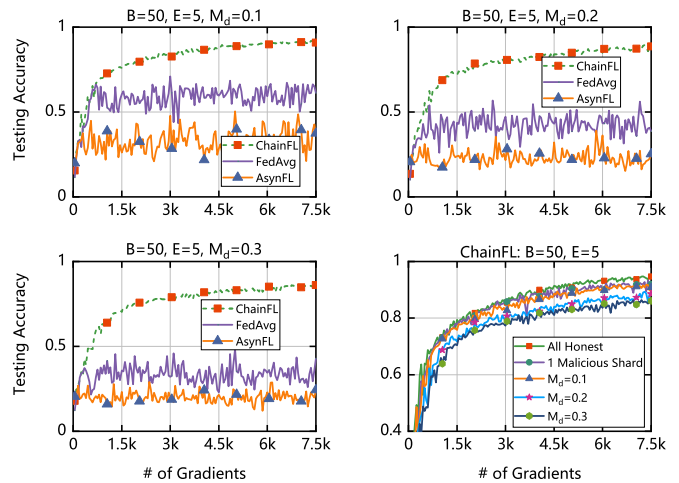 B=50, E=5, M_d=0.1
Testing Accuracy
1
0.5
0
0
1.5k
3k
4.5k
6k
7.5k
ChainFL
FedAvg
AsynFL
B=50, E=5, M_d=0.2
1
0.5
0
0
1.5k
3k
4.5k
6k
7.5k
ChainFL
FedAvg
AsynFL
B=50, E=5, M_d=0.3
Testing Accuracy
1
0.5
0
0
1.5k
3k
4.5k
6k
7.5k
ChainFL
FedAvg
AsynFL
# of Gradients
ChainFL: B=50, E=5
1
0.8
0.6
0.4
0
1.5k
3k
4.5k
6k
7.5k
All Honest
1 Malicious Shard
M_d=0.1
M_d=0.2
M_d=0.3
# of Gradients